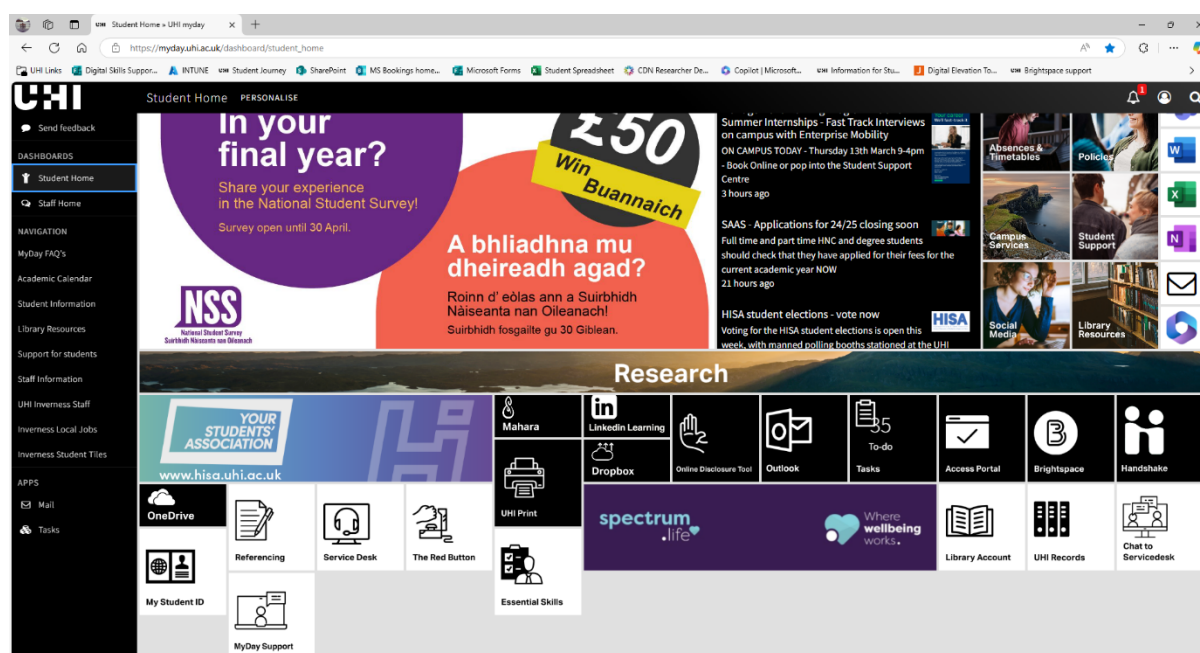 UHI Student Home » UHI myday
https://myday.uhi.ac.uk/dashboard/student_home
UHI Links
Digital Skills Suppor...
INTUNE
UHI Student Journey
SharePoint
MS Bookings home...
Microsoft Forms
Student Spreadsheet
CDN Researcher De...
Copilot | Microsoft...
UHI Information for Stu...
Digital Elevation To...
UHI Brightspace support
UHI
Student Home PERSONALISE
1
Send feedback
DASHBOARDS
Student Home
Staff Home
NAVIGATION
MyDay FAQ's
Academic Calendar
Student Information
Library Resources
Support for students
Staff Information
UHI Inverness Staff
Inverness Local Jobs
Inverness Student Tiles
APPS
Mail
Tasks
In your
final year?
Share your experience
in the National Student Survey!
Survey open until 30 April.
NSS
National Student Survey
Suirbhidh Nàiseanta nan Oileanach
£50
Win
Buannaich
A bhliadhna mu
dheireadh agad?
Roinn d' eòlas ann a Suirbhidh
Nàiseanta nan Oileanach!
Suirbhidh fosgailte gu 30 Giblean.
Summer Internships - Fast Track Interviews
on campus with Enterprise Mobility
ON CAMPUS TODAY - Thursday 13th March 9-4pm
- Book Online or pop into the Student Support
Centre
3 hours ago
SAAS - Applications for 24/25 closing soon
Full time and part time HNC and degree students
should check that they have applied for their fees for the
current academic year NOW
21 hours ago
HISA student elections - vote now
HISA
Voting for the HISA student elections is open this
week, with manned polling booths stationed at the UHI
Absences &
Timetables
Policies
Campus
Services
Student
Support
Social
Media
Library
Resources
W
X
N
Research
YOUR
STUDENTS'
ASSOCIATION
www.hisa.uhi.ac.uk
Mahara
in
Linkedin Learning
Dropbox
Online Disclosure Tool
Outlook
35
To-do
Tasks
Access Portal
B
Brightspace
Handshake
OneDrive
Referencing
Service Desk
The Red Button
UHI Print
spectrum
.life
Where
wellbeing
works.
Library Account
UHI Records
Chat to
Servicedesk
My Student ID
MyDay Support
Essential Skills